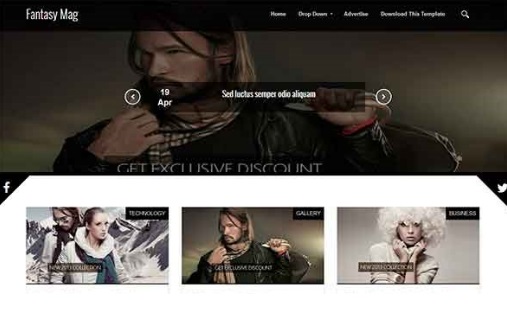 Fantasy Mag
Home Drop Down Advertise Download This Template
19
Apr
Sed luctus semper odio aliquam
GET EXCLUSIVE DISCOUNT
TECHNOLOGY
NEW 2013 COLLECTION
GALLERY
GET EXCLUSIVE DISCOUNT
BUSINESS
NEW 2013 COLLECTION